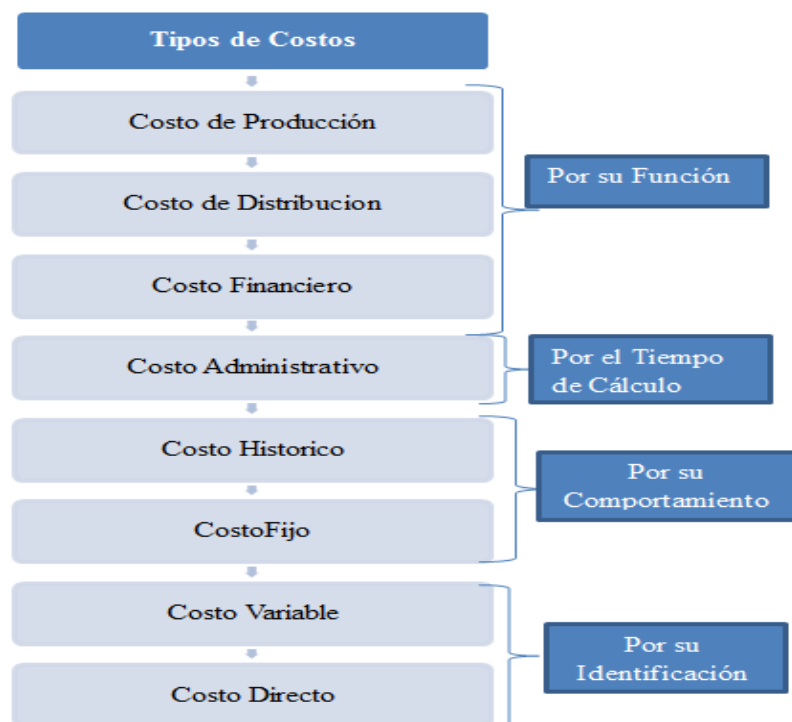 Tipos de Costos
Costo de Producción
Costo de Distribucion
Costo Financiero
Costo Administrativo
Costo Historico
CostoFijo
Costo Variable
Costo Directo
Por su Función
Por el Tiempo
de Cálculo
Por su
Comportamiento
Por su
Identificación